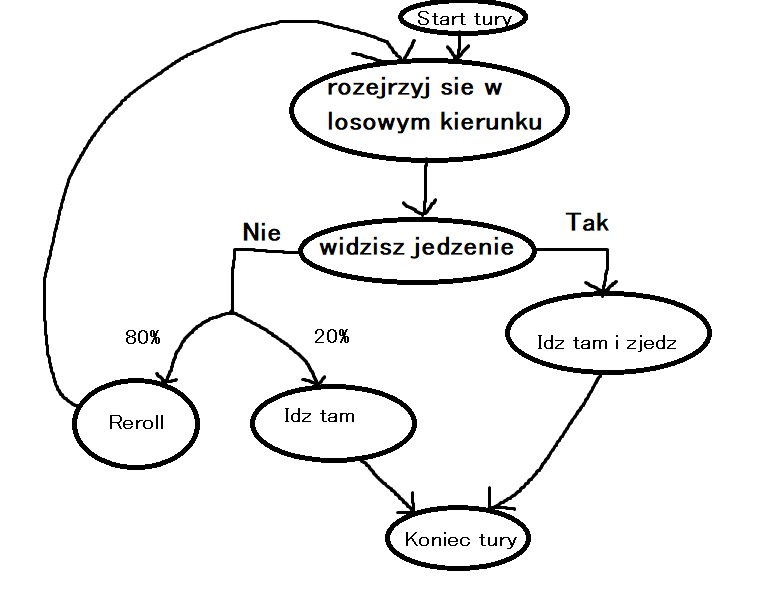 Start tury
rozejrzyj sie w
losowym kierunku
Nie
widzisz jedzenie
Tak
80%
20%
Idz tam i zjedz
Reroll
Idz tam
Koniec tury